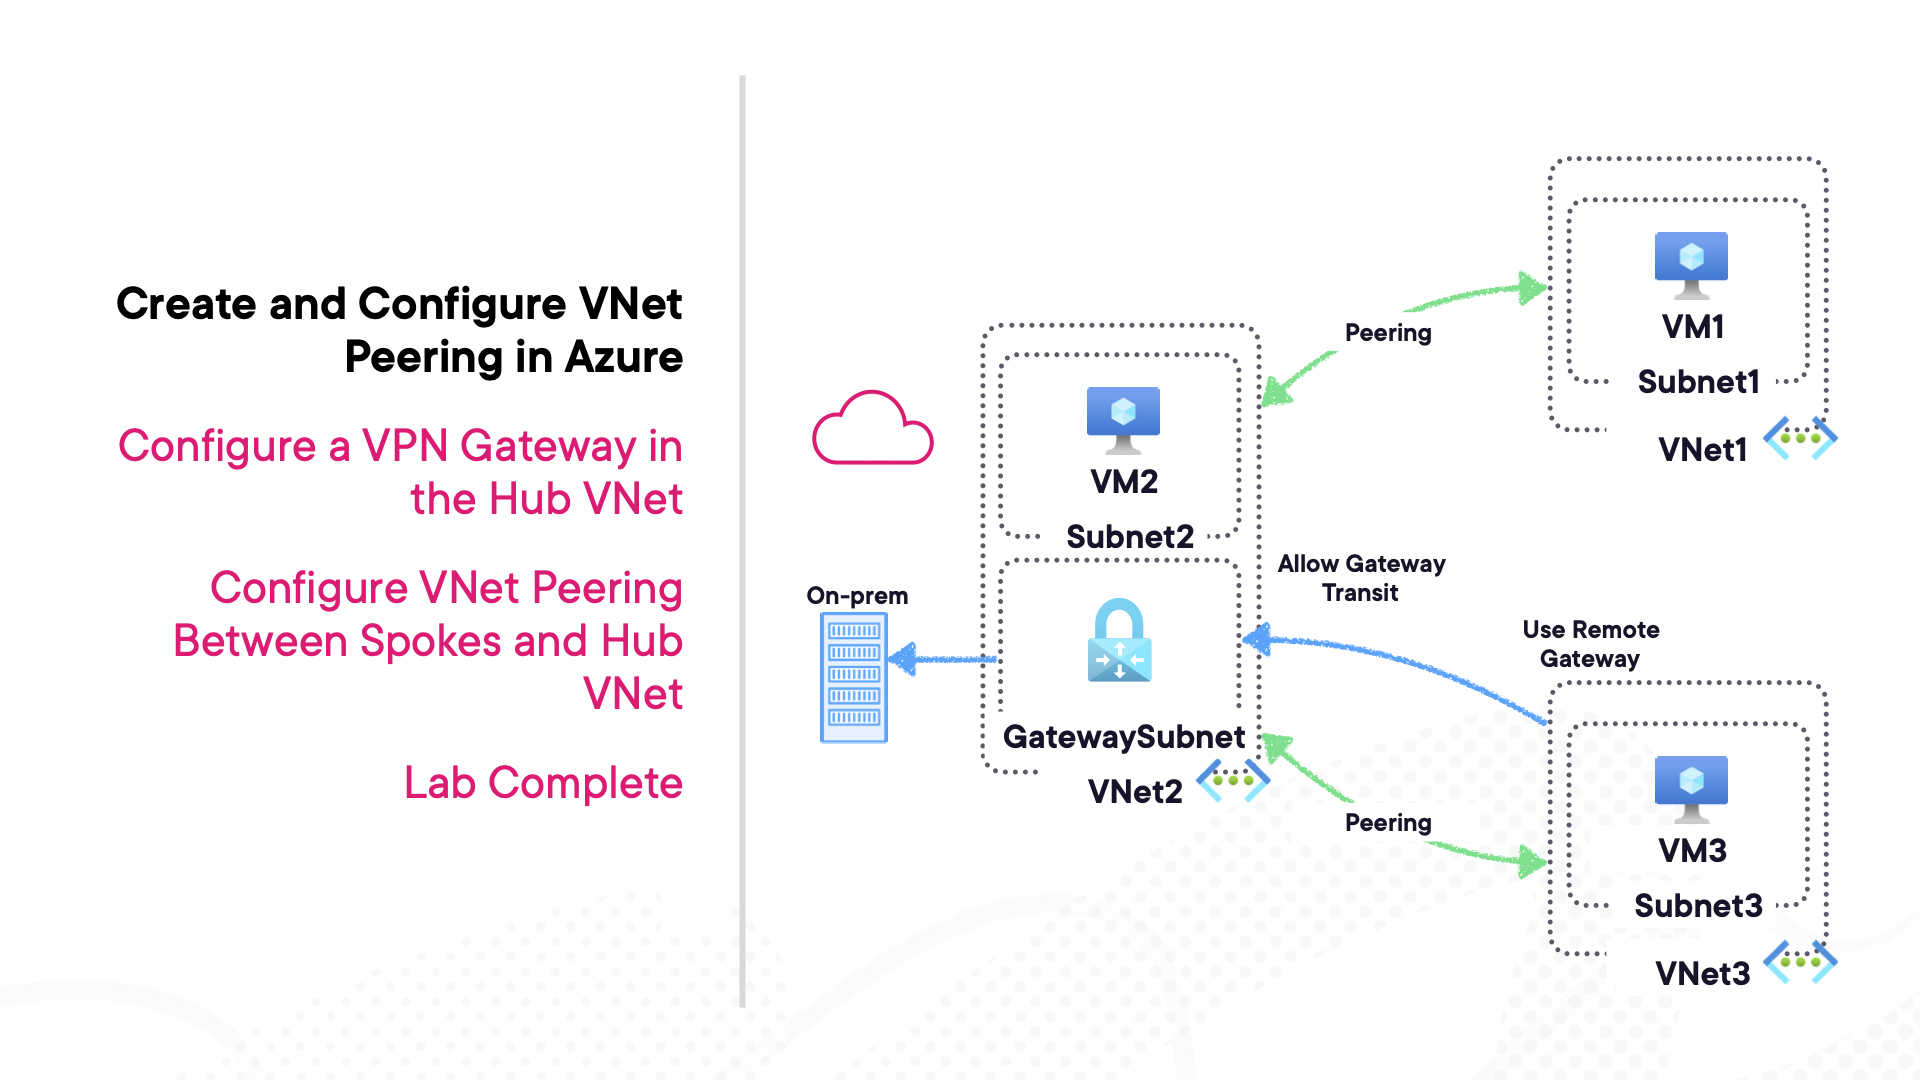 Create and Configure VNet
Peering in Azure
Configure a VPN Gateway in
the Hub VNet
Configure VNet Peering
Between Spokes and Hub
VNet
Lab Complete
On-prem
VM2
Subnet2
GatewaySubnet
VNet2
Peering
Allow Gateway
Transit
Use Remote
Gateway
Peering
VM1
Subnet1
VNet1
VM3
Subnet3
VNet3